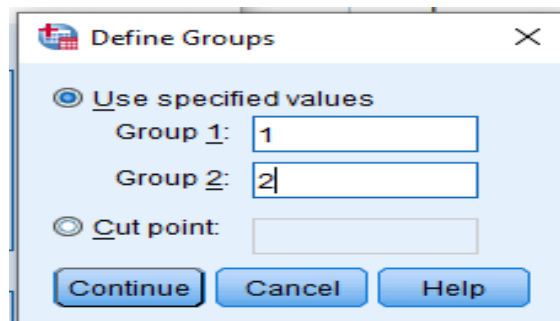 Define Groups
Use specified values
Group 1: 1
Group 2: 2
Cut point:
Continue Cancel Help